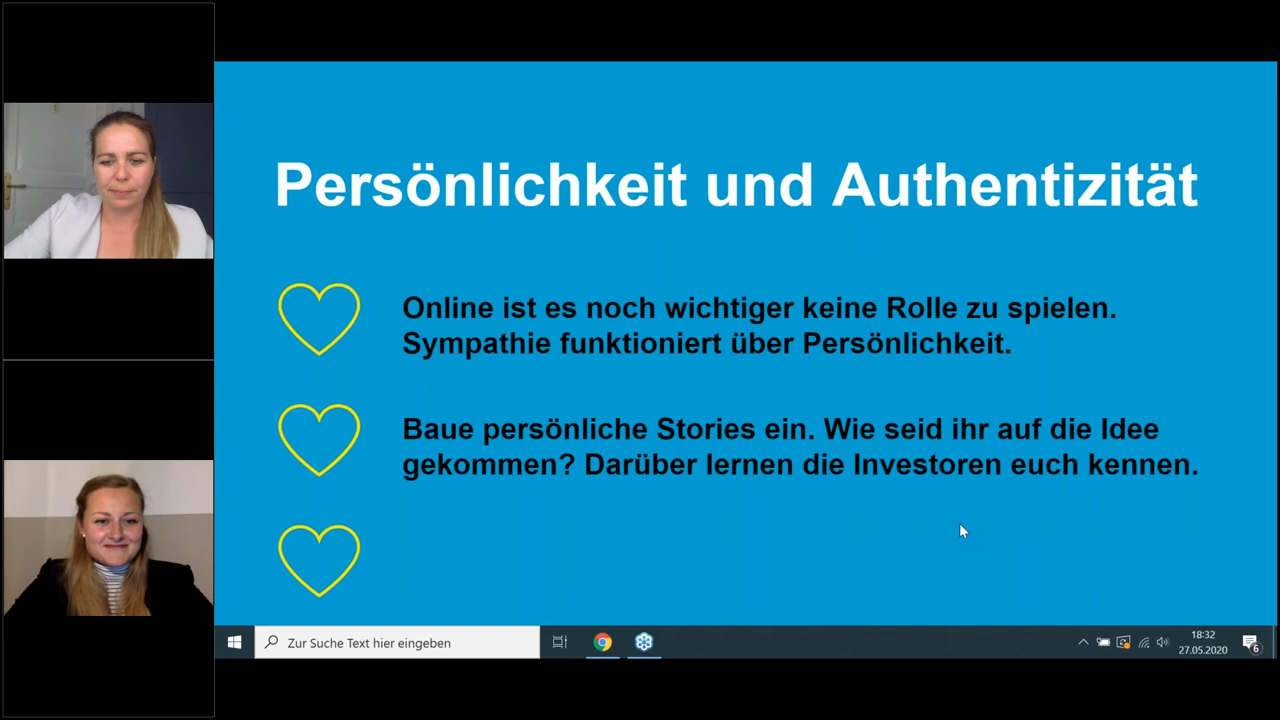 Persönlichkeit und Authentizität
Online ist es noch wichtiger keine Rolle zu spielen.
Sympathie funktioniert über Persönlichkeit.
Baue persönliche Stories ein. Wie seid ihr auf die Idee
gekommen? Darüber lernen die Investoren euch kennen.
Zur Suche Text hier eingeben
18:32
27.05.2020
6